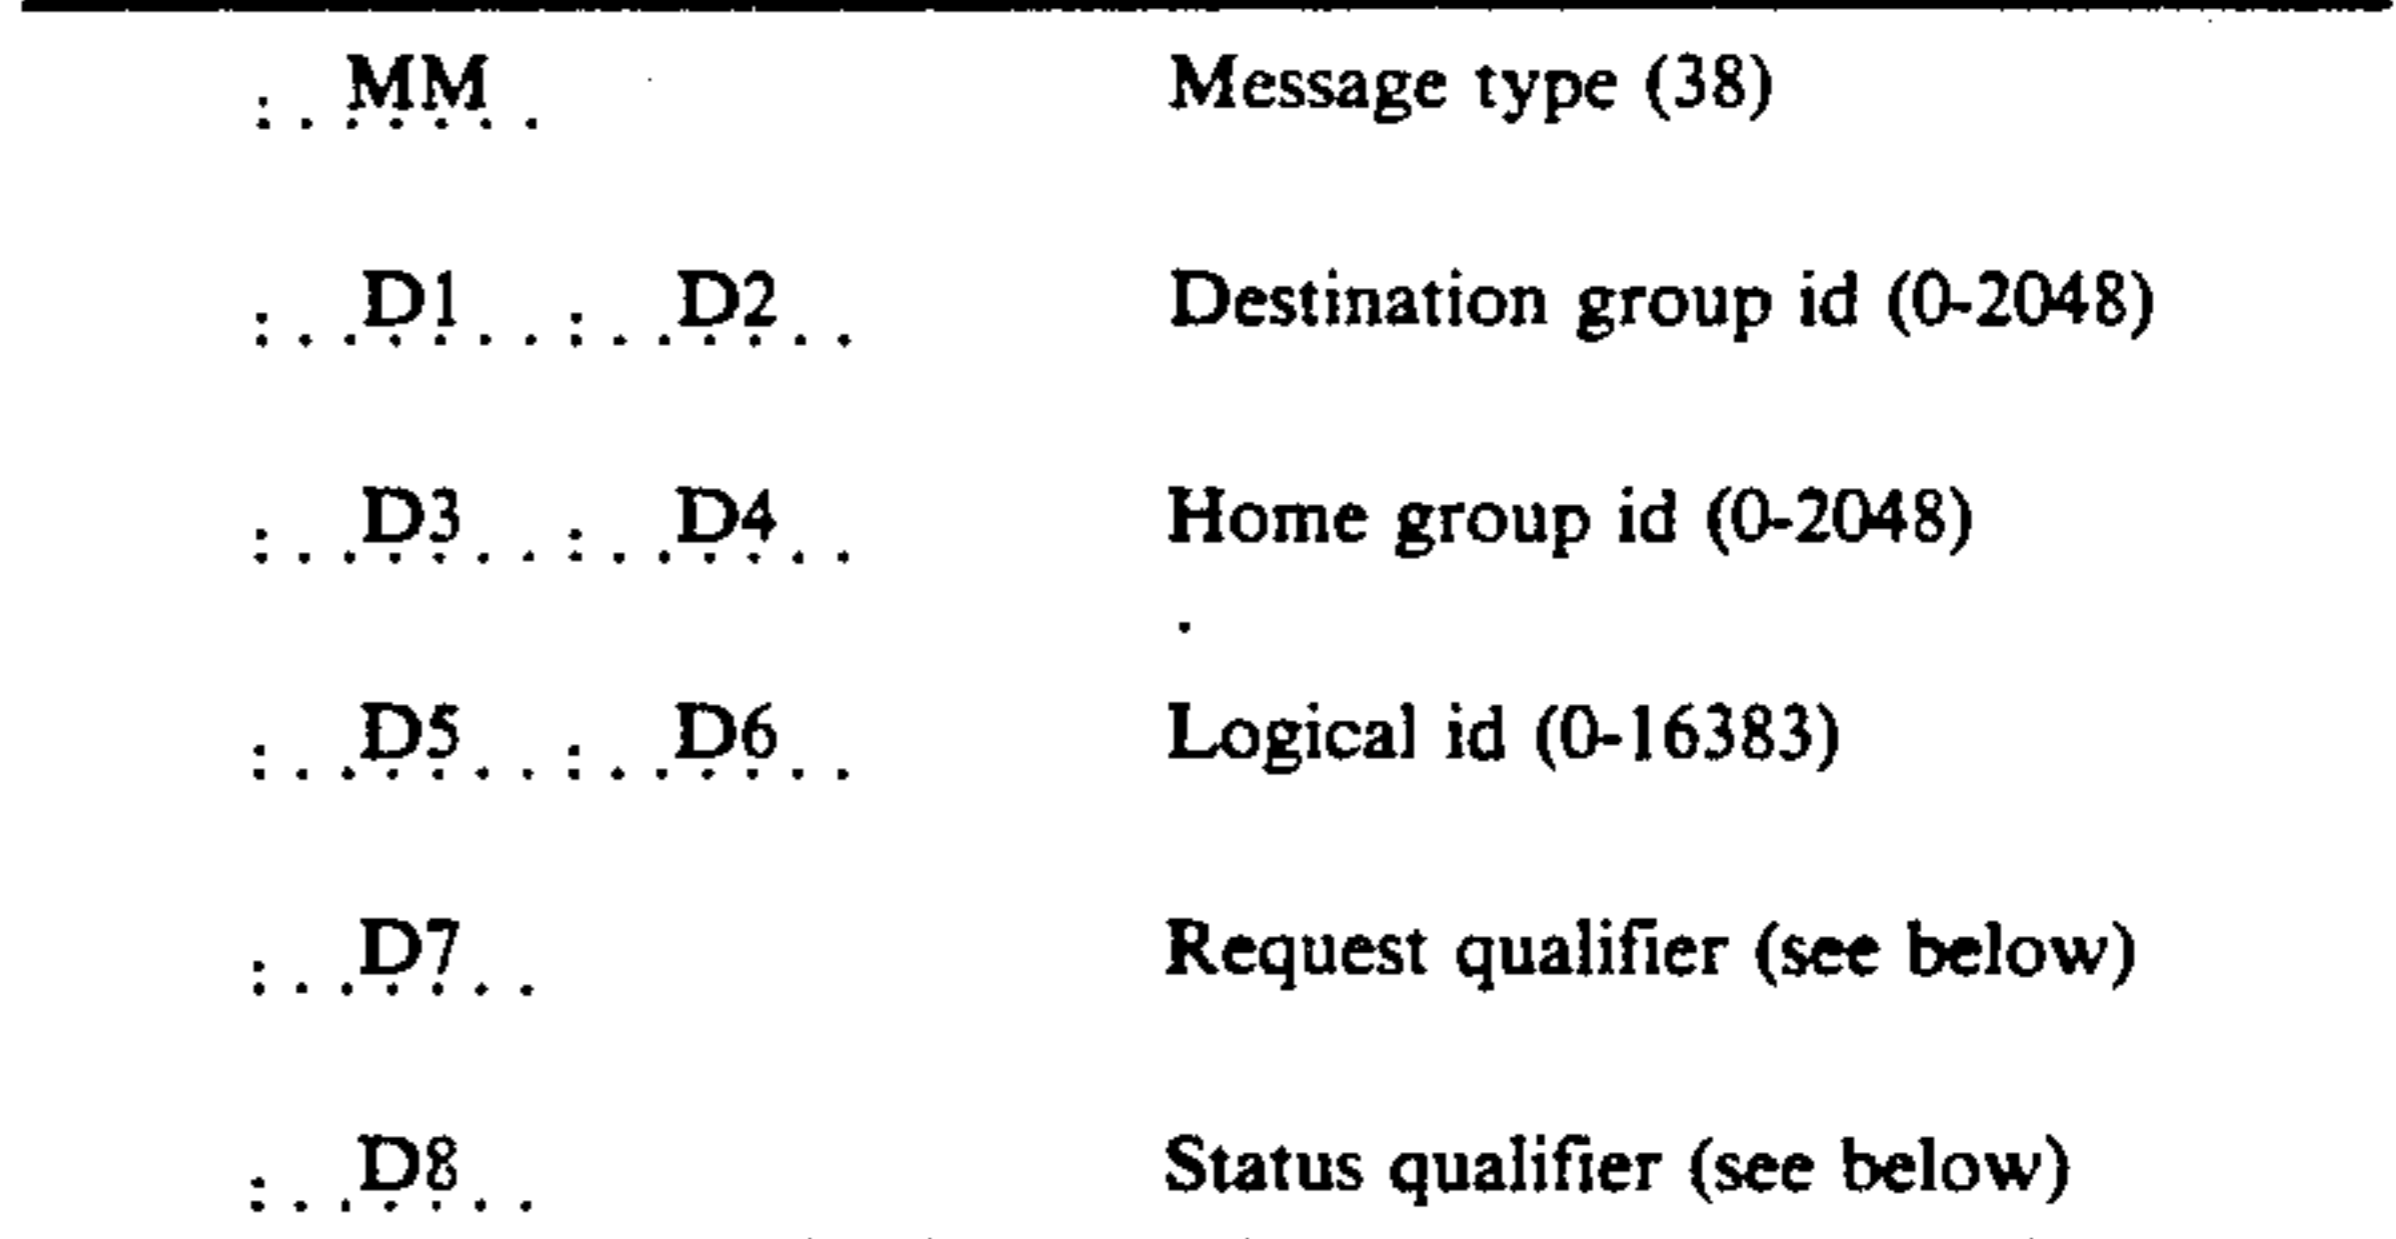 MM Message type (38)
D1 D2 Destination group id (0-2048)
D3 D4 Home group id (0-2048)
D5 D6 Logical id (0-16383)
D7 Request qualifier (see below)
D8 Status qualifier (see below)